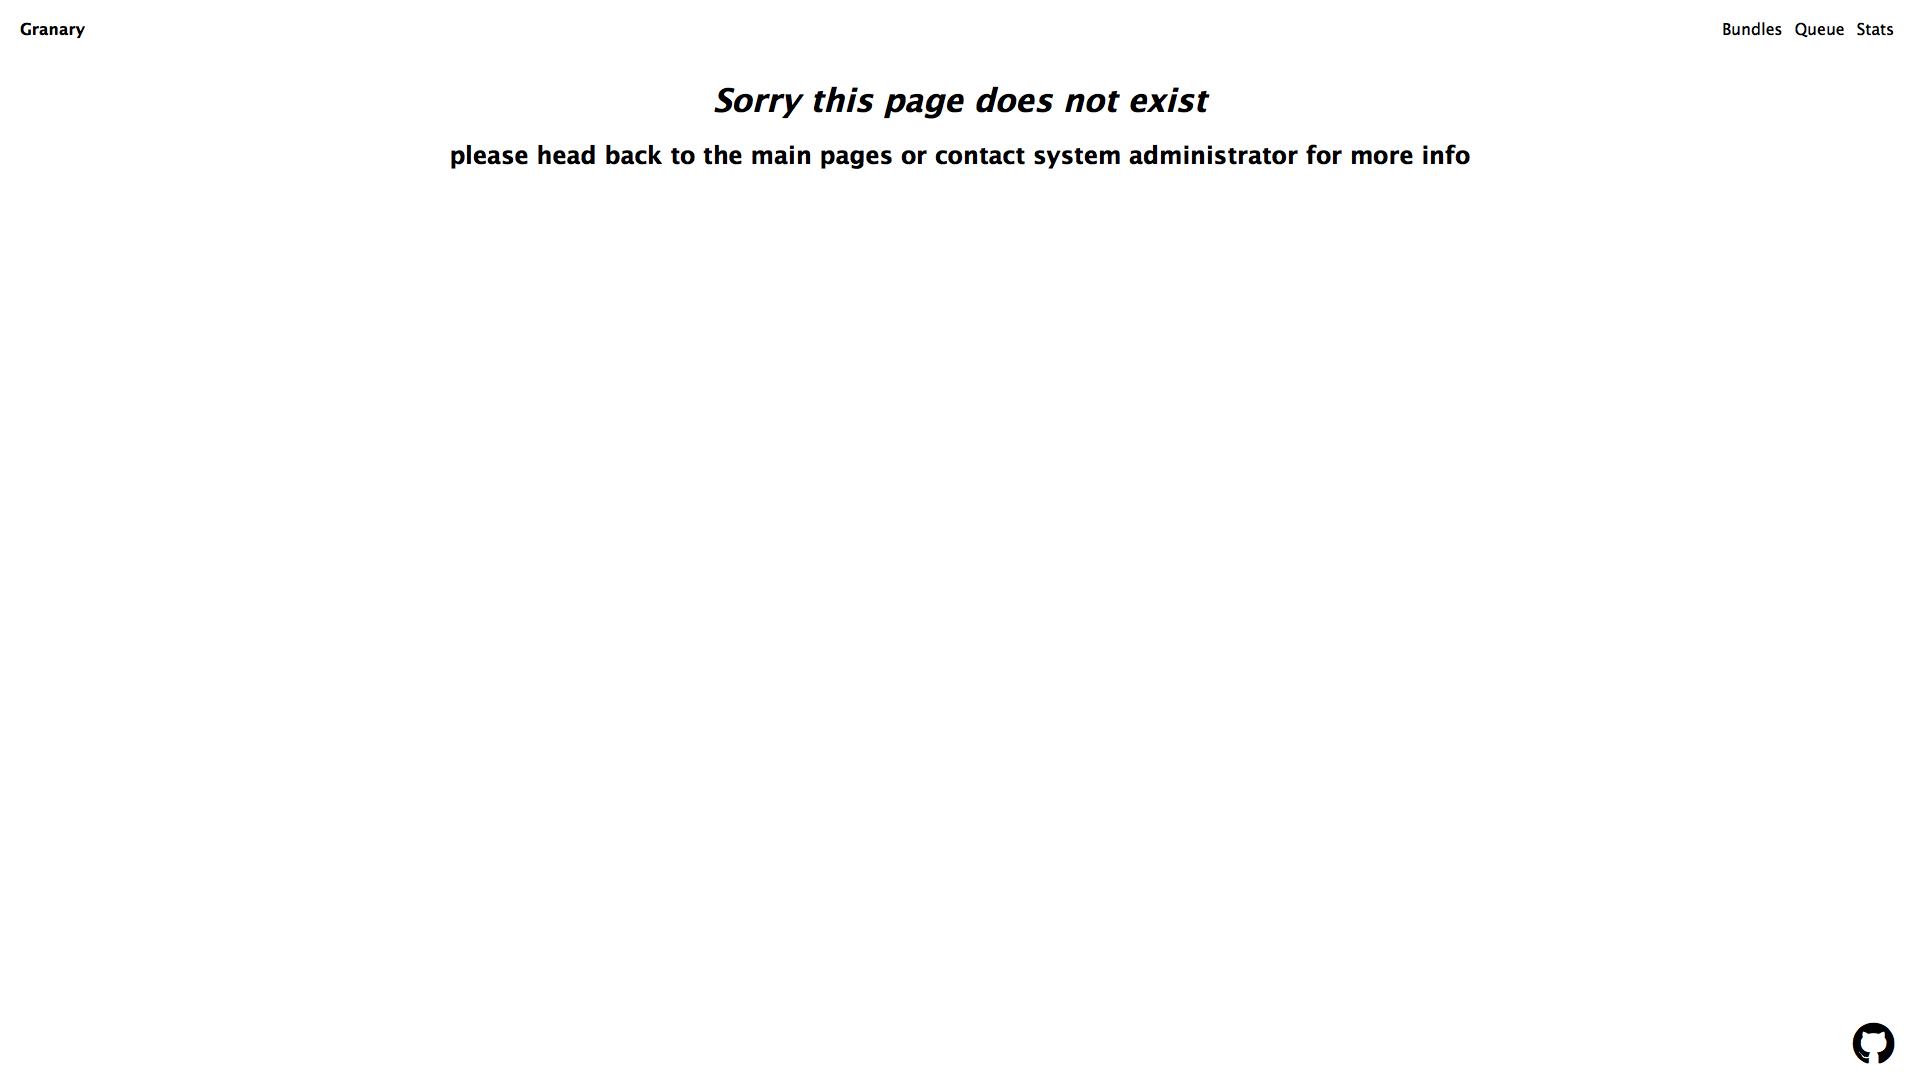 Granary
Bundles Queue Stats
Sorry this page does not exist
please head back to the main pages or contact system administrator for more info